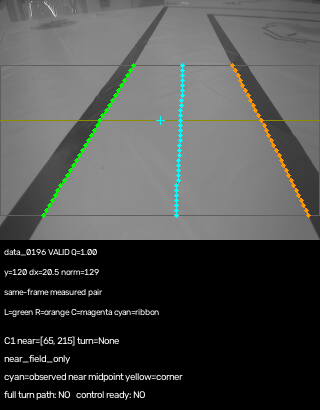 data_0196 VALID Q=1.00
y=120 dx=20.5 norm=129
same-frame measured pair
L=green R=orange C=magenta cyan=ribbon
C1 near=[65, 215] turn=None
near_field_only
cyan=observed near midpoint yellow=corner
full turn path: NO control ready: NO